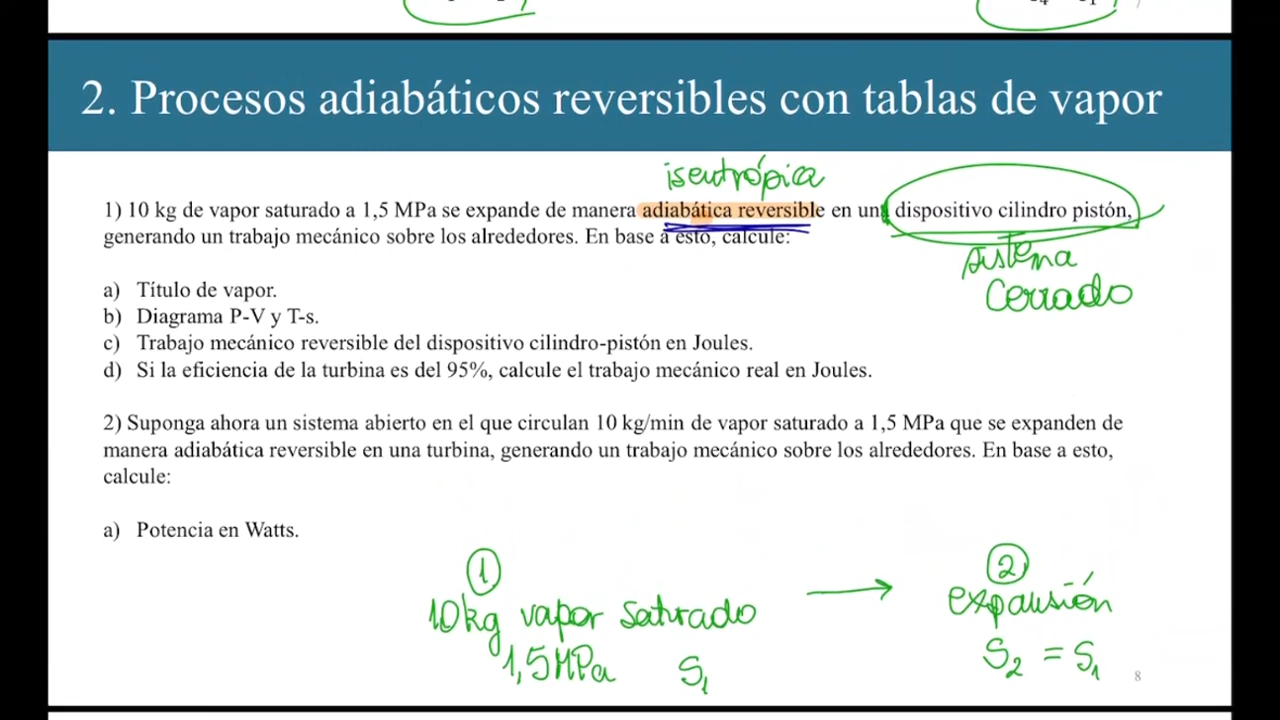 2. Procesos adiabáticos reversibles con tablas de vapor
isentrópica
1) 10 kg de vapor saturado a 1,5 MPa se expande de manera adiabática reversible en un dispositivo cilindro pistón,
generando un trabajo mecánico sobre los alrededores. En base a esto, calcule:
sistema
cerrado
a) Título de vapor.
b) Diagrama P-V y T-s.
c) Trabajo mecánico reversible del dispositivo cilindro-pistón en Joules.
d) Si la eficiencia de la turbina es del 95%, calcule el trabajo mecánico real en Joules.
2) Suponga ahora un sistema abierto en el que circulan 10 kg/min de vapor saturado a 1,5 MPa que se expanden de
manera adiabática reversible en una turbina, generando un trabajo mecánico sobre los alrededores. En base a esto,
calcule:
a) Potencia en Watts.
1
10kg vapor saturado
1,5MPa S1
→
2
expansión
S2 = S1
8